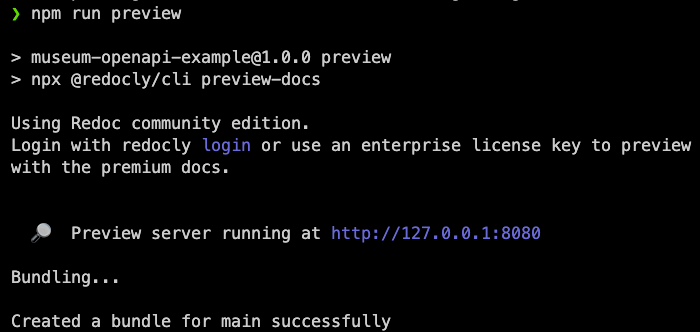 ❯ npm run preview
> museum-openapi-example@1.0.0 preview
> npx @redocly/cli preview-docs
Using Redoc community edition.
Login with redocly login or use an enterprise license key to preview
with the premium docs.
🔎 Preview server running at http://127.0.0.1:8080
Bundling...
Created a bundle for main successfully